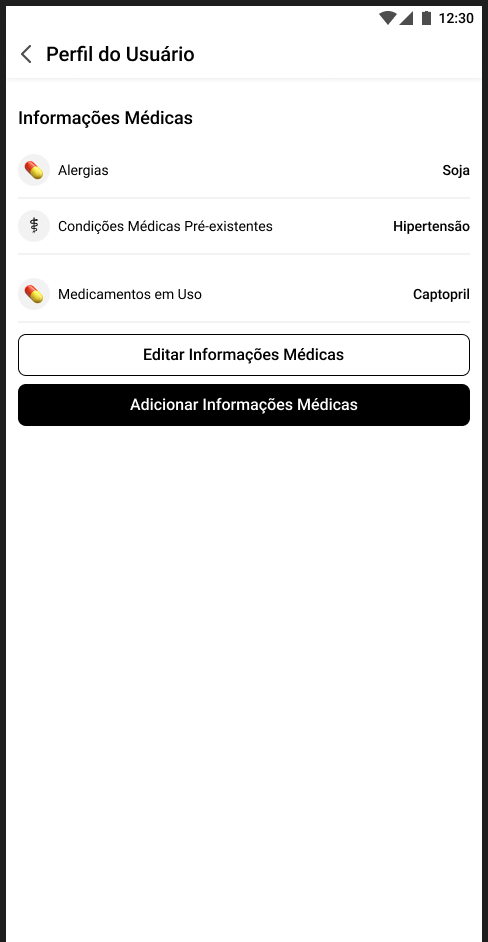 12:30
Perfil do Usuário
Informações Médicas
Alergias Soja
Condições Médicas Pré-existentes Hipertensão
Medicamentos em Uso Captopril
Editar Informações Médicas
Adicionar Informações Médicas